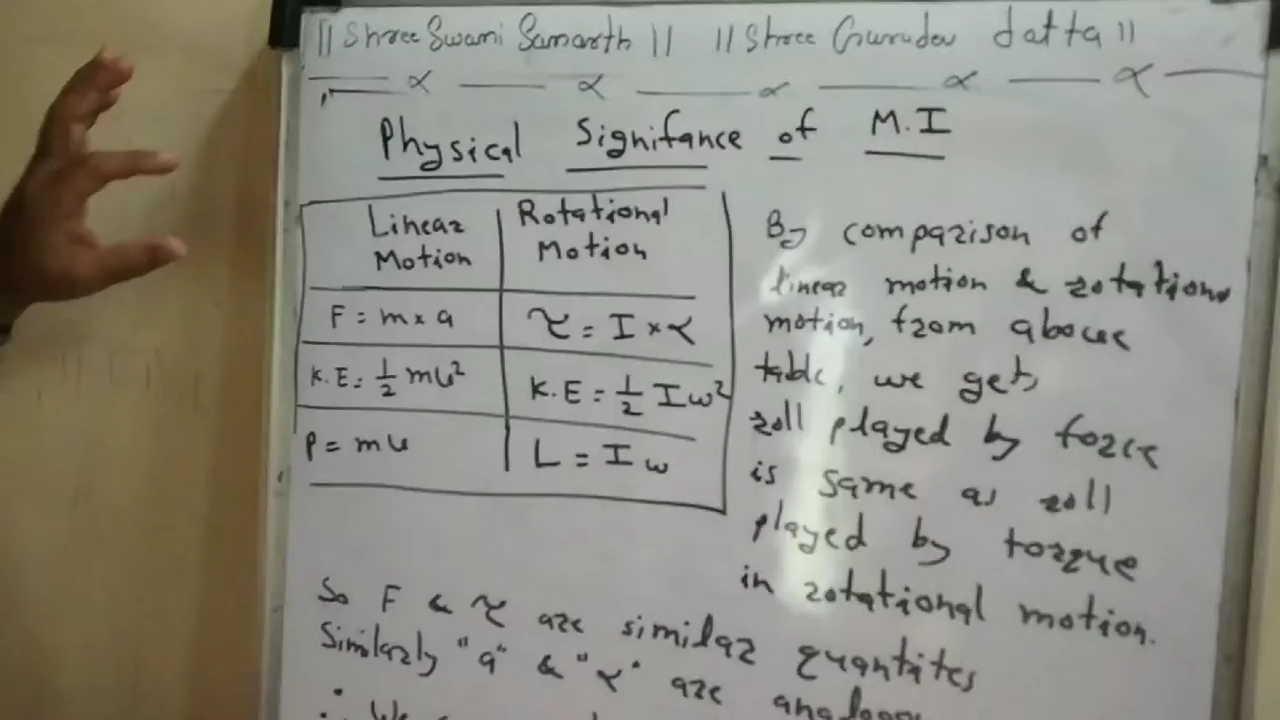 || Shree Swami Samarth || || Shree Gurudev datta ||
Physical Signifance of M.I
Linear Motion | Rotational Motion
F = m × a | τ = I × α
K.E = 1/2 mv² | K.E = 1/2 Iω²
P = mv | L = Iω
By comparison of
linear motion & rotational
motion, from above
table, we get,
roll played by force
is same as roll
played by torque
in rotational motion.
So F & τ are similar quantites
Similarly "a" & "α" are
∴ We